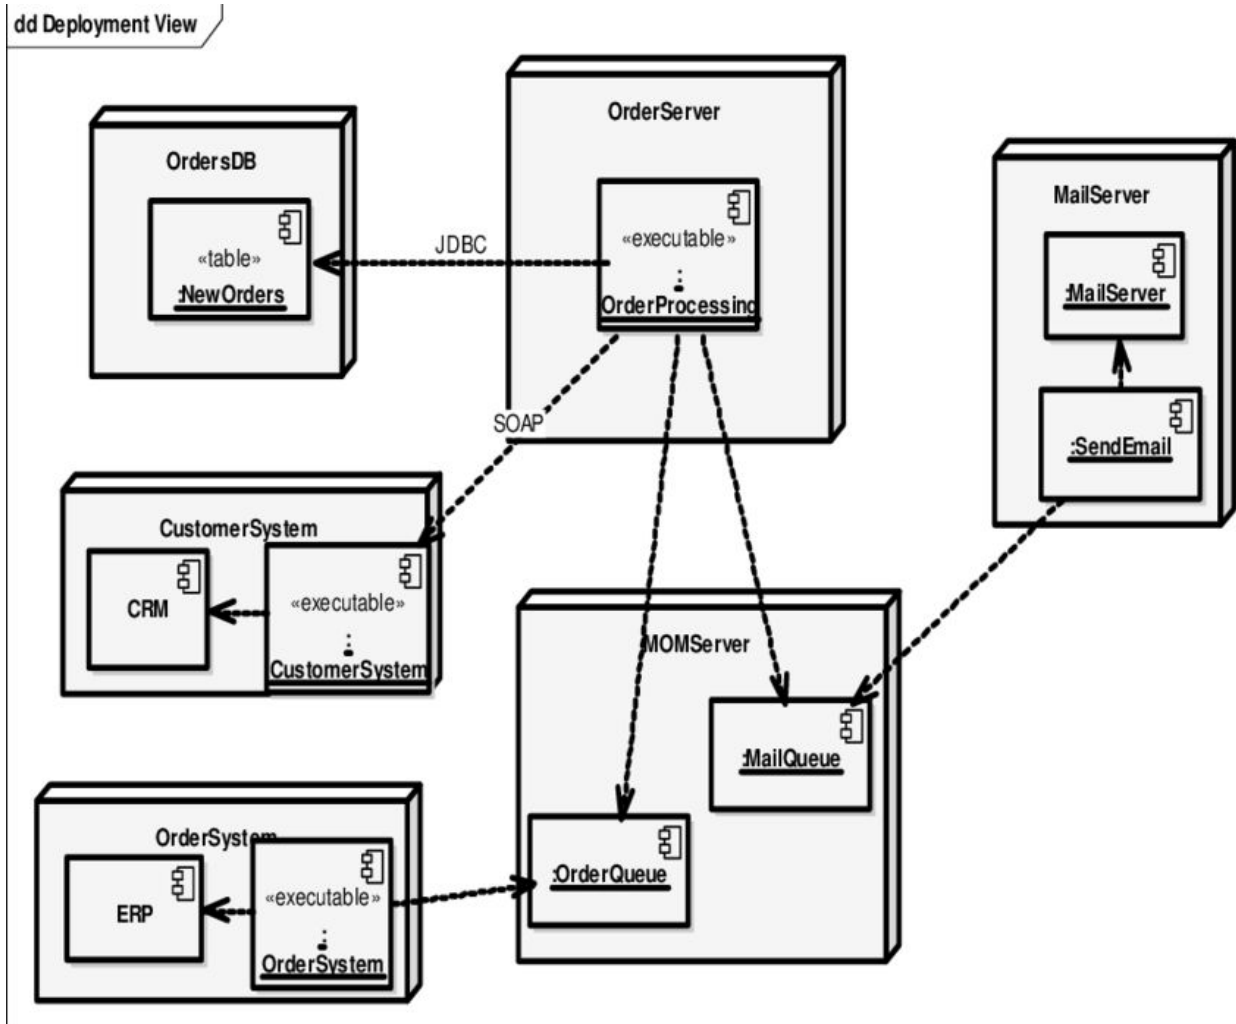 dd Deployment View
OrderServer
OrdersDB
MailServer
«executable»
:
OrderProcessing
JDBC
«table»
:NewOrders
:MailServer
:SendEmail
SOAP
CustomerSystem
CRM
«executable»
:
CustomerSystem
MOMServer
:MailQueue
OrderSystem
ERP
«executable»
:
OrderSystem
:OrderQueue